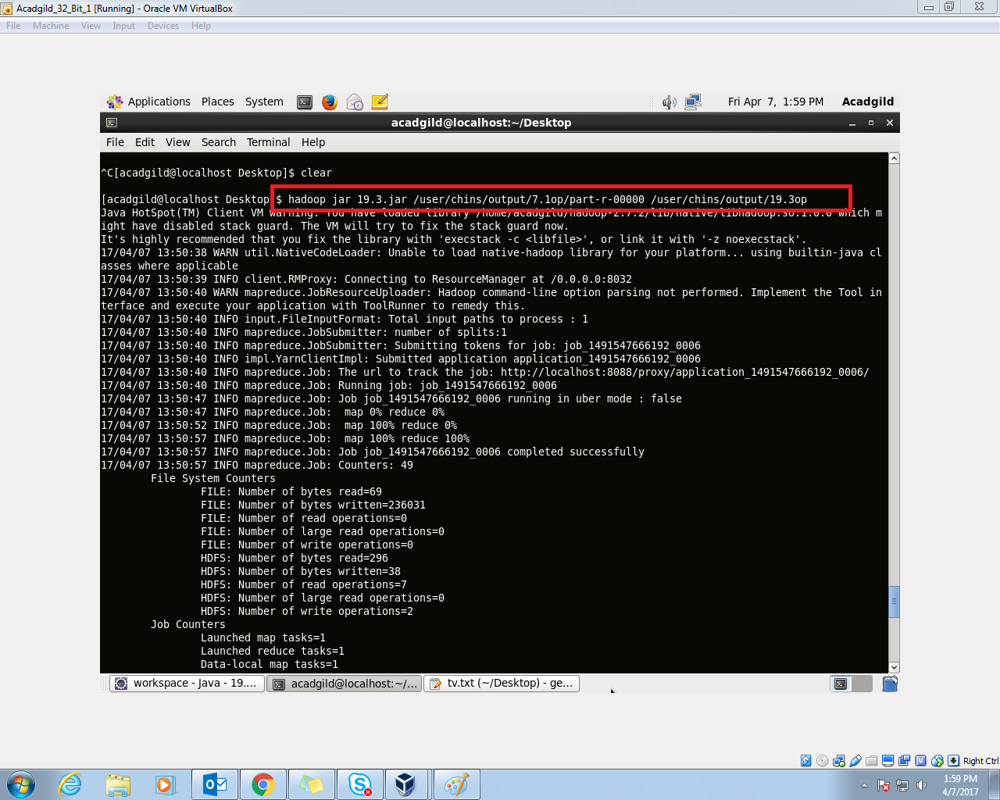 Acadgild_32_Bit_1 [Running] - Oracle VM VirtualBox
File Machine View Input Devices Help
Applications Places System Fri Apr 7, 1:59 PM Acadgild
acadgild@localhost:~/Desktop
File Edit View Search Terminal Help
^C[acadgild@localhost Desktop]$ clear
[acadgild@localhost Desktop $ hadoop jar 19.3.jar /user/chins/output/7.1op/part-r-00000 /user/chins/output/19.3op
Java HotSpot(TM) Client VM warning: You have loaded library /home/acadgild/hadoop-2.7.2/lib/native/libhadoop.so.1.0.0 which m
ight have disabled stack guard. The VM will try to fix the stack guard now.
It's highly recommended that you fix the library with 'execstack -c <libfile>', or link it with '-z noexecstack'.
17/04/07 13:50:38 WARN util.NativeCodeLoader: Unable to load native-hadoop library for your platform... using builtin-java cl
asses where applicable
17/04/07 13:50:39 INFO client.RMProxy: Connecting to ResourceManager at /0.0.0.0:8032
17/04/07 13:50:40 WARN mapreduce.JobResourceUploader: Hadoop command-line option parsing not performed. Implement the Tool in
terface and execute your application with ToolRunner to remedy this.
17/04/07 13:50:40 INFO input.FileInputFormat: Total input paths to process : 1
17/04/07 13:50:40 INFO mapreduce.JobSubmitter: number of splits:1
17/04/07 13:50:40 INFO mapreduce.JobSubmitter: Submitting tokens for job: job_1491547666192_0006
17/04/07 13:50:40 INFO impl.YarnClientImpl: Submitted application application_1491547666192_0006
17/04/07 13:50:40 INFO mapreduce.Job: The url to track the job: http://localhost:8088/proxy/application_1491547666192_0006/
17/04/07 13:50:40 INFO mapreduce.Job: Running job: job_1491547666192_0006
17/04/07 13:50:47 INFO mapreduce.Job: Job job_1491547666192_0006 running in uber mode : false
17/04/07 13:50:47 INFO mapreduce.Job:  map 0% reduce 0%
17/04/07 13:50:52 INFO mapreduce.Job:  map 100% reduce 0%
17/04/07 13:50:57 INFO mapreduce.Job:  map 100% reduce 100%
17/04/07 13:50:57 INFO mapreduce.Job: Job job_1491547666192_0006 completed successfully
17/04/07 13:50:57 INFO mapreduce.Job: Counters: 49
File System Counters
FILE: Number of bytes read=69
FILE: Number of bytes written=236031
FILE: Number of read operations=0
FILE: Number of large read operations=0
FILE: Number of write operations=0
HDFS: Number of bytes read=296
HDFS: Number of bytes written=38
HDFS: Number of read operations=7
HDFS: Number of large read operations=0
HDFS: Number of write operations=2
Job Counters
Launched map tasks=1
Launched reduce tasks=1
Data-local map tasks=1
workspace - Java - 19.... acadgild@localhost:~/... tv.txt (~/Desktop) - ge...
Right Ctrl
1:59 PM
4/7/2017